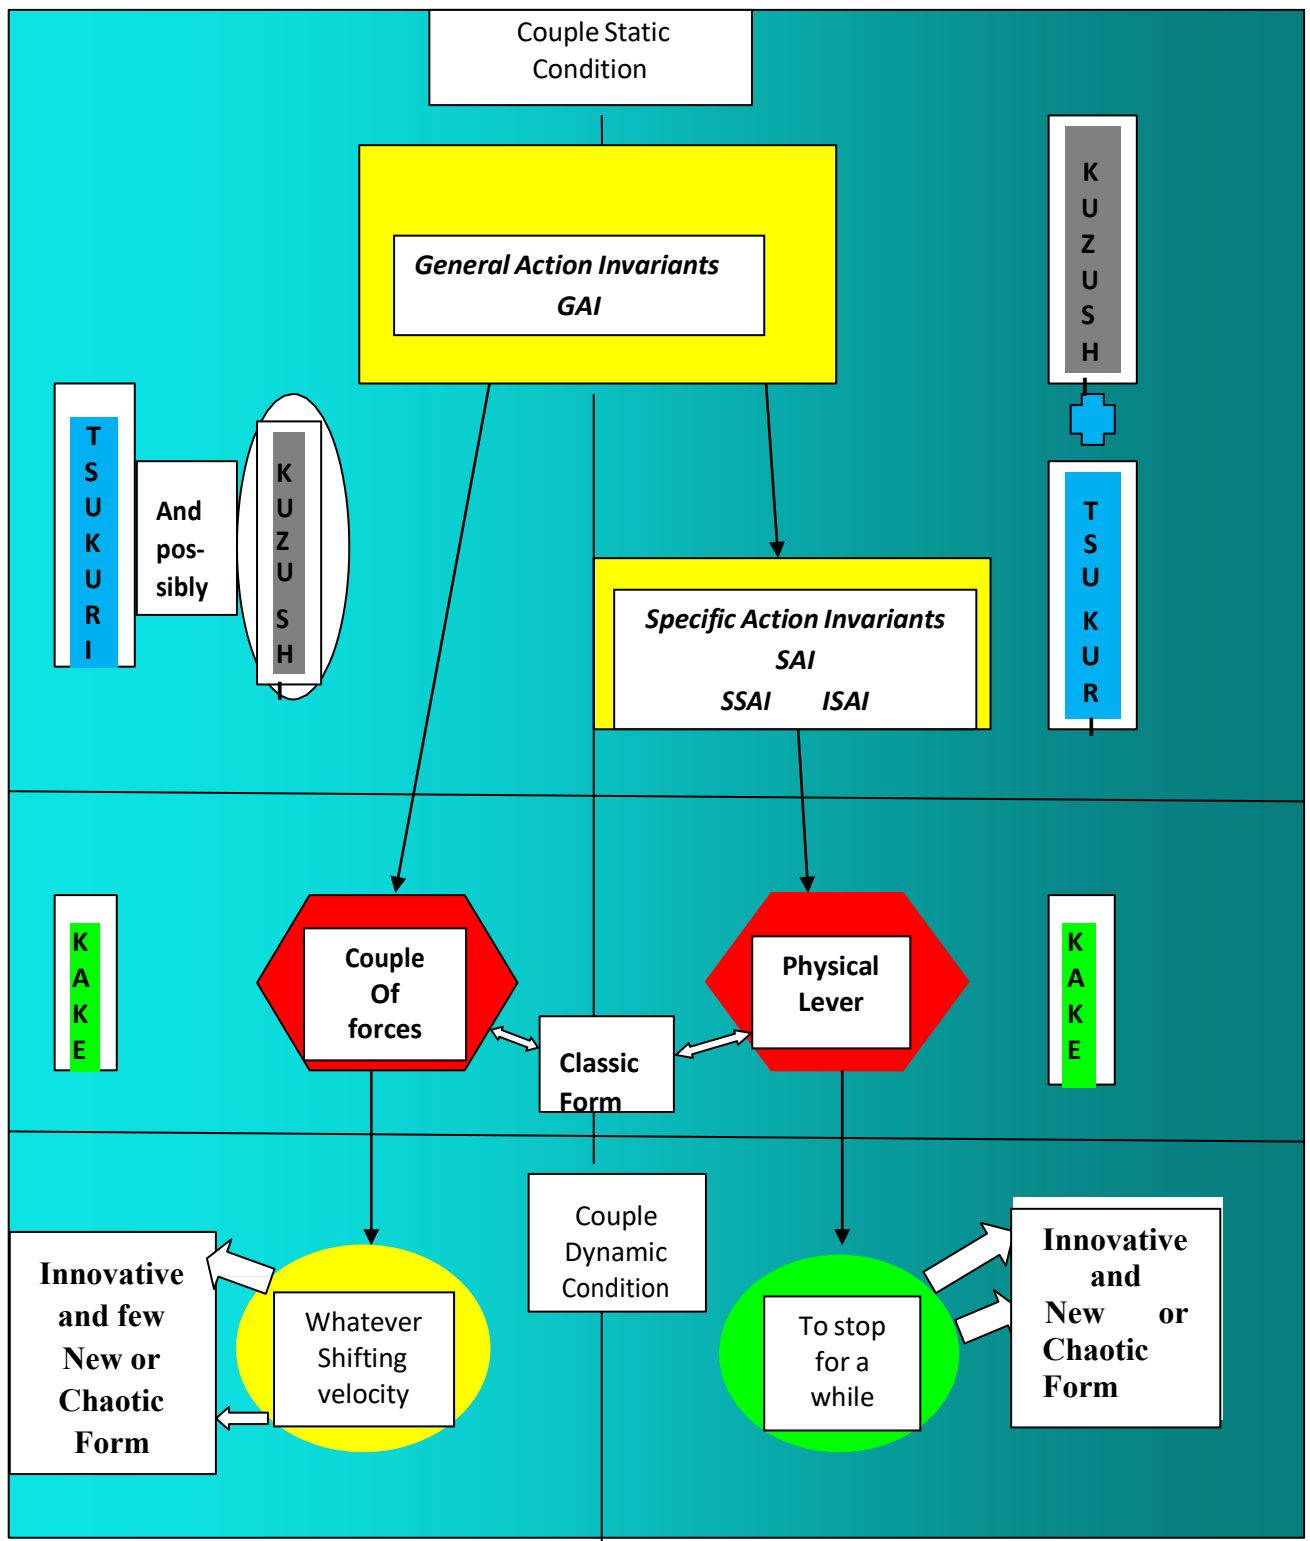 Couple Static
Condition
General Action Invariants
GAI
K
U
Z
U
S
H
I
T
S
U
K
U
R
I
And
pos-
sibly
K
U
Z
U
S
H
I
T
S
U
K
U
R
I
Specific Action Invariants
SAI
SSAI ISAI
K
A
K
E
Couple
Of
forces
Classic
Form
Physical
Lever
K
A
K
E
Couple
Dynamic
Condition
Innovative
and few
New or
Chaotic
Form
Whatever
Shifting
velocity
To stop
for a
while
Innovative
and
New or
Chaotic
Form